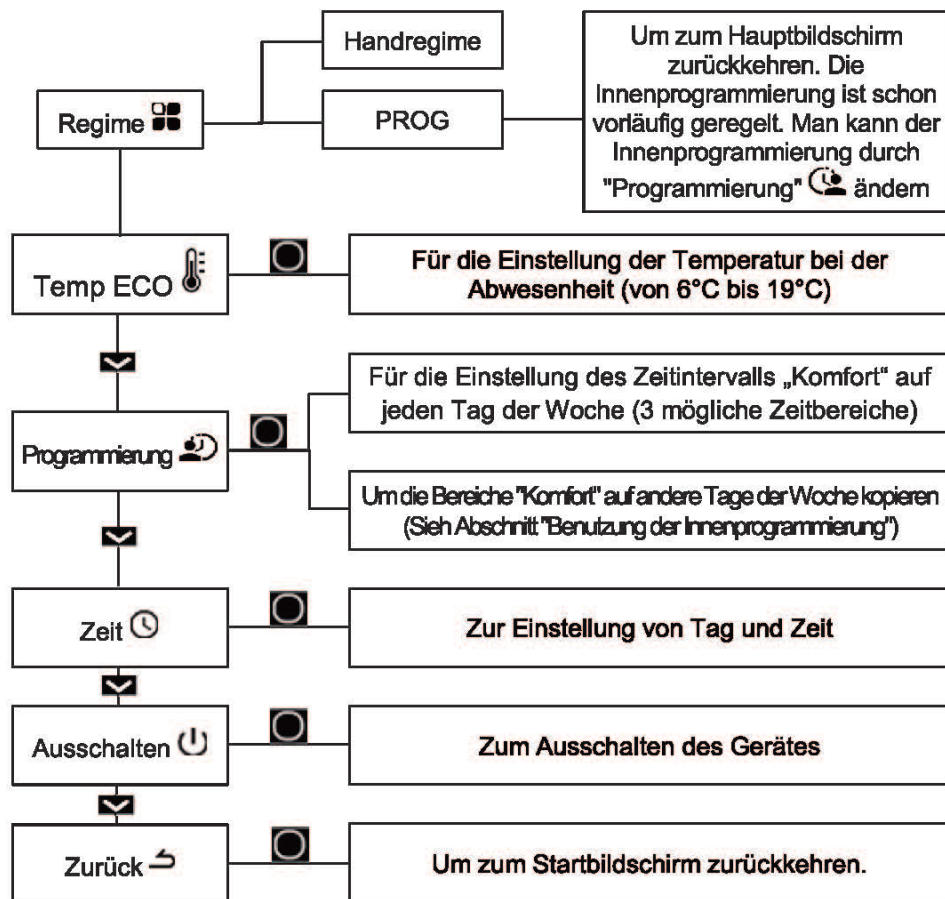 Regime
Handregime
PROG
Um zum Hauptbildschirm
zurückkehren. Die
Innenprogrammierung ist schon
vorläufig geregelt. Man kann der
Innenprogrammierung durch
"Programmierung" ändern
Temp ECO
Für die Einstellung der Temperatur bei der
Abwesenheit (von 6°C bis 19°C)
Programmierung
Für die Einstellung des Zeitintervalls „Komfort“ auf
jeden Tag der Woche (3 mögliche Zeitbereiche)
Um die Bereiche "Komfort" auf andere Tage der Woche kopieren
(Sieh Abschnitt "Benutzung der Innenprogrammierung")
Zeit
Zur Einstellung von Tag und Zeit
Ausschalten
Zum Ausschalten des Gerätes
Zurück
Um zum Startbildschirm zurückkehren.